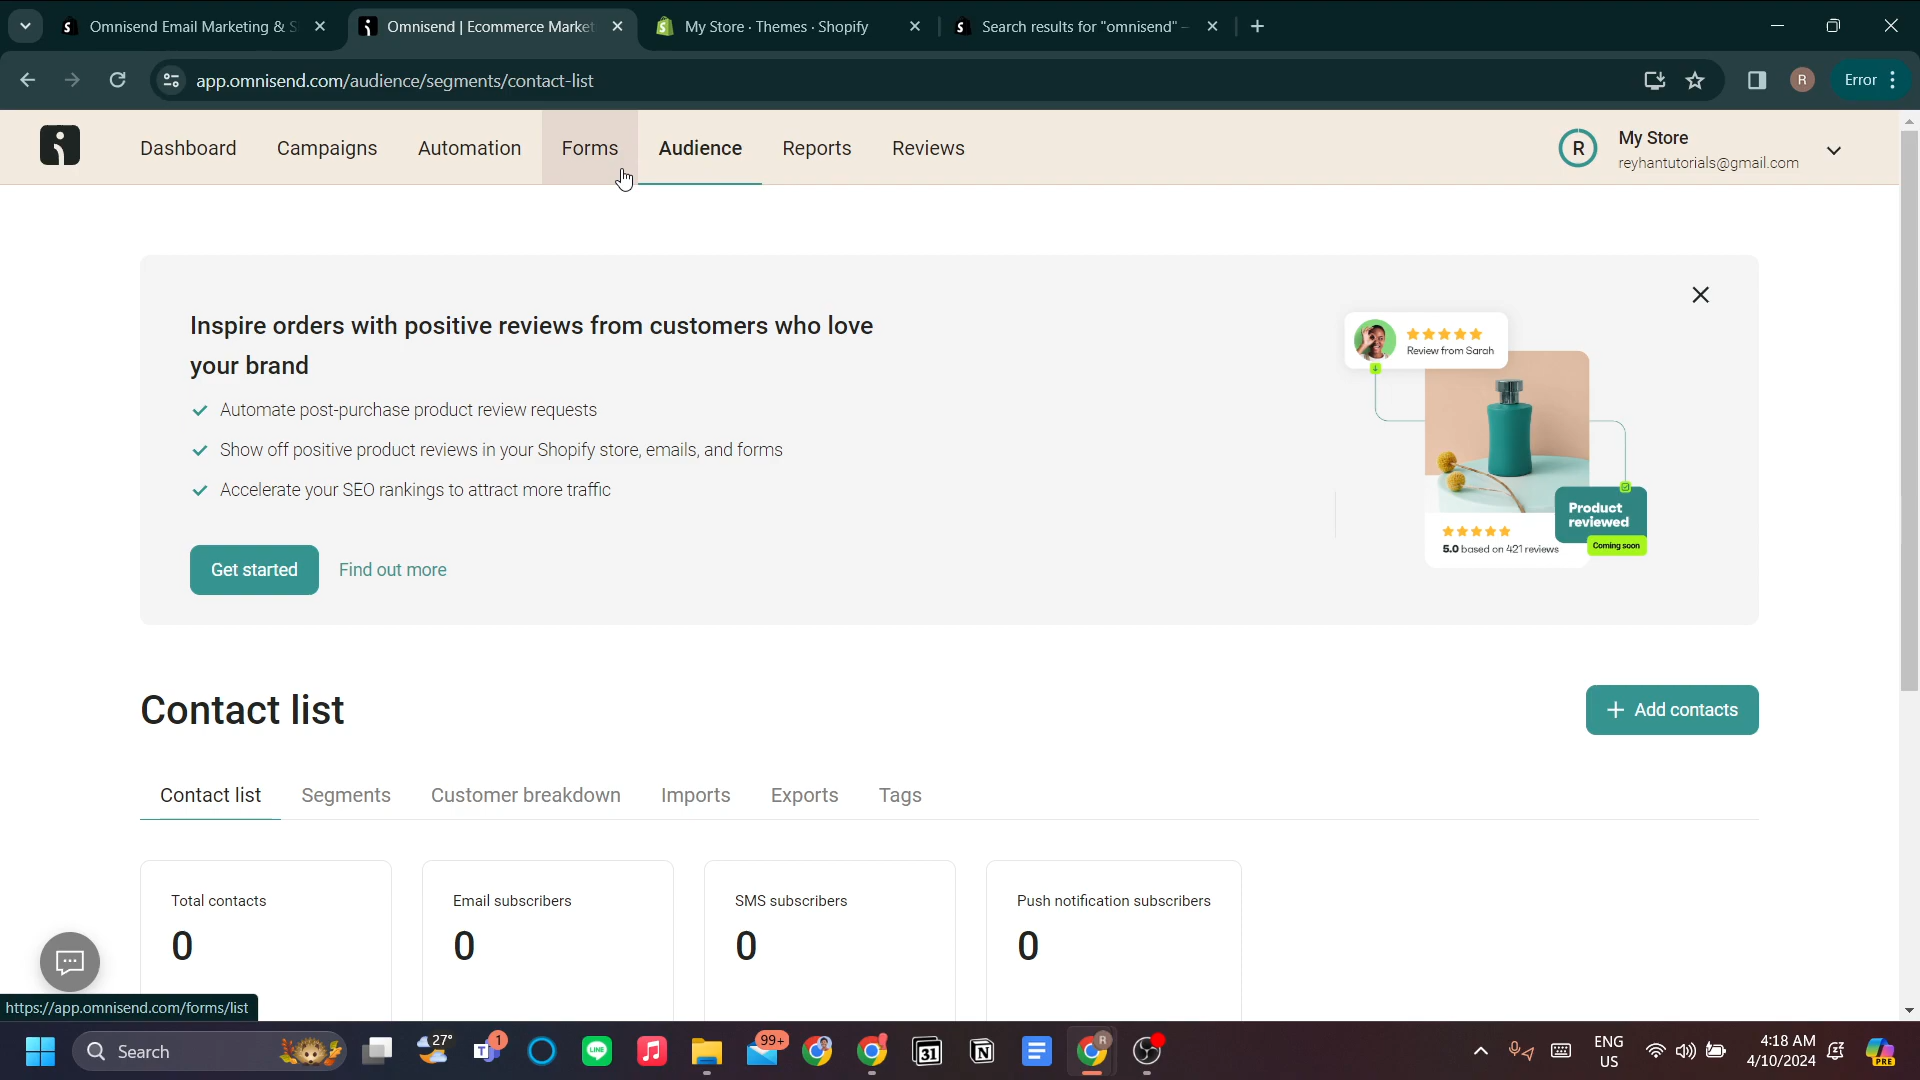 Omnisend Email Marketing & S
Omnisend | Ecommerce Market
My Store · Themes · Shopify
Search results for "omnisend" –
app.omnisend.com/audience/segments/contact-list
R
Error
Dashboard
Campaigns
Automation
Forms
Audience
Reports
Reviews
R
My Store
reyhantutorials@gmail.com
Inspire orders with positive reviews from customers who love
your brand
Automate post-purchase product review requests
Show off positive product reviews in your Shopify store, emails, and forms
Accelerate your SEO rankings to attract more traffic
Get started
Find out more
Review from Sarah
Product
reviewed
Coming soon
5.0 based on 421 reviews
Contact list
+ Add contacts
Contact list
Segments
Customer breakdown
Imports
Exports
Tags
Total contacts
0
Email subscribers
0
SMS subscribers
0
Push notification subscribers
0
https://app.omnisend.com/forms/list
Search
27°
1
LINE
99+
31
R
ENG
US
4:18 AM
4/10/2024
PRE